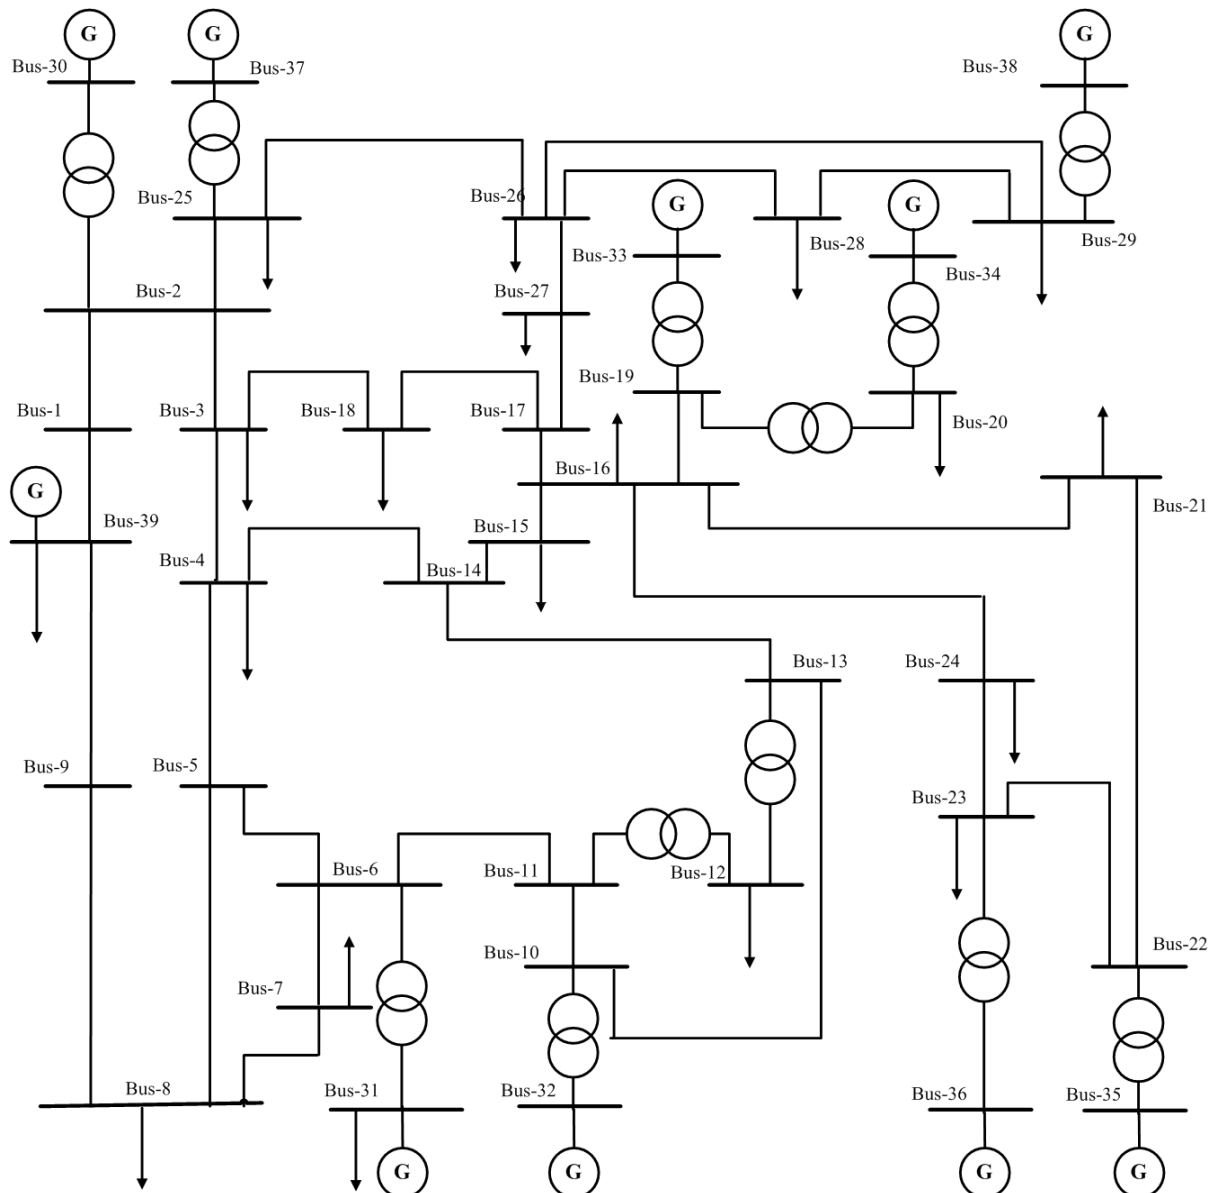 G
G
G
Bus-30
Bus-37
Bus-38
Bus-25
Bus-26
G
G
Bus-28
Bus-29
Bus-33
Bus-34
Bus-2
Bus-27
Bus-19
Bus-1
Bus-3
Bus-18
Bus-17
Bus-20
Bus-16
G
Bus-21
Bus-39
Bus-15
Bus-4
Bus-14
Bus-13
Bus-24
Bus-9
Bus-5
Bus-23
Bus-6
Bus-11
Bus-12
Bus-10
Bus-22
Bus-7
Bus-8
Bus-31
Bus-32
Bus-36
Bus-35
G
G
G
G